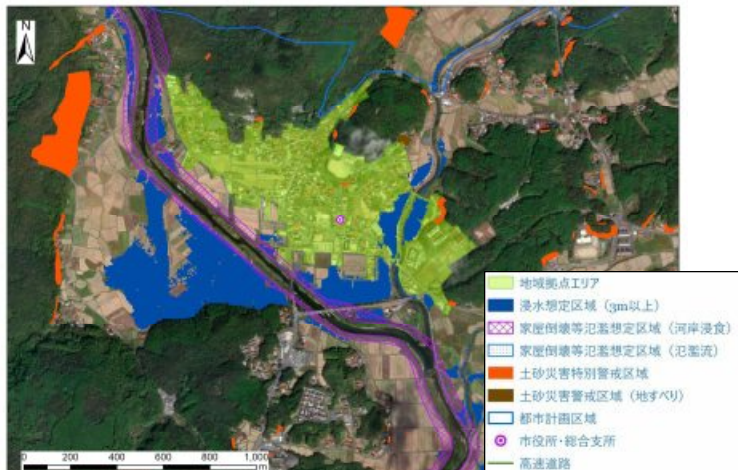 N
地域拠点エリア
浸水想定区域（3m以上）
家屋倒壊等氾濫想定区域（河岸浸食）
家屋倒壊等氾濫想定区域（氾濫流）
土砂災害特別警戒区域
土砂災害警戒区域（地すべり）
都市計画区域
市役所・総合支所
高速道路
0 200 400 600 800 1,000
m